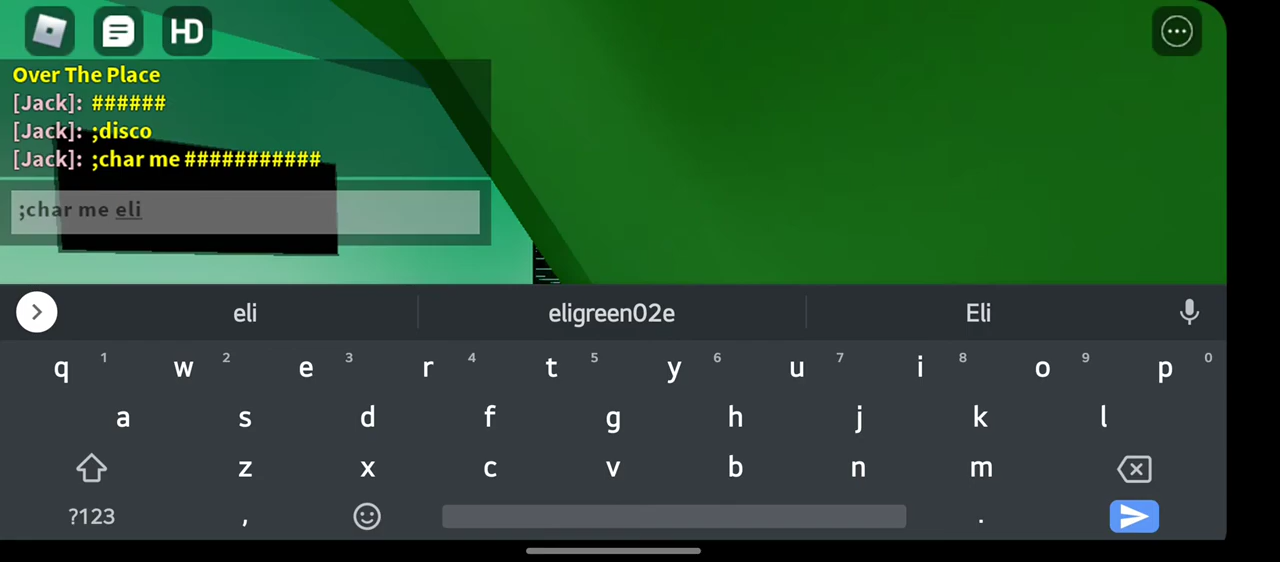 HD
Over The Place
[Jack]: ######
[Jack]: ;disco
[Jack]: ;char me ###########
;char me eli
eli eligreen02e Eli
q 1 w 2 e 3 r 4 t 5 y 6 u 7 i 8 o 9 p 0
a s d f g h j k l
z x c v b n m
?123 , .